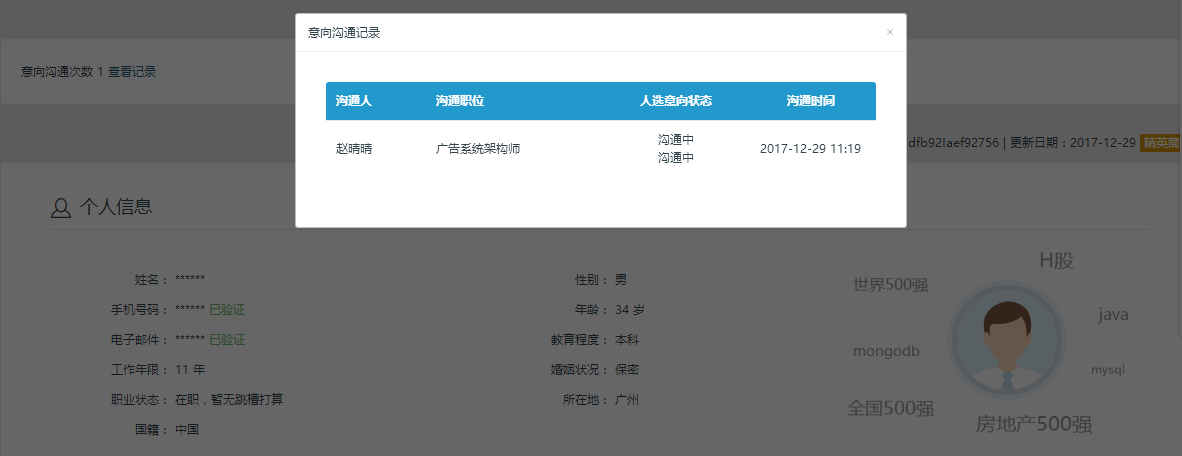 意向沟通记录 ×
意向沟通次数 1 查看记录
沟通人 沟通职位 人选意向状态 沟通时间
沟通中
赵晴晴 广告系统架构师 2017-12-29 11:19
沟通中
| 更新日期：2017-12-29 精英简
个人信息
H股
姓名： ****** 性别： 男 世界500强
手机号码： ****** 已验证 年龄： 34 岁 java
电子邮件： ****** 已验证 教育程度： 本科 mongodb
工作年限： 11 年 婚姻状况： 保密 mysql
职业状态： 在职，暂无跳槽打算 所在地： 广州 全国500强
国籍： 中国 房地产500强